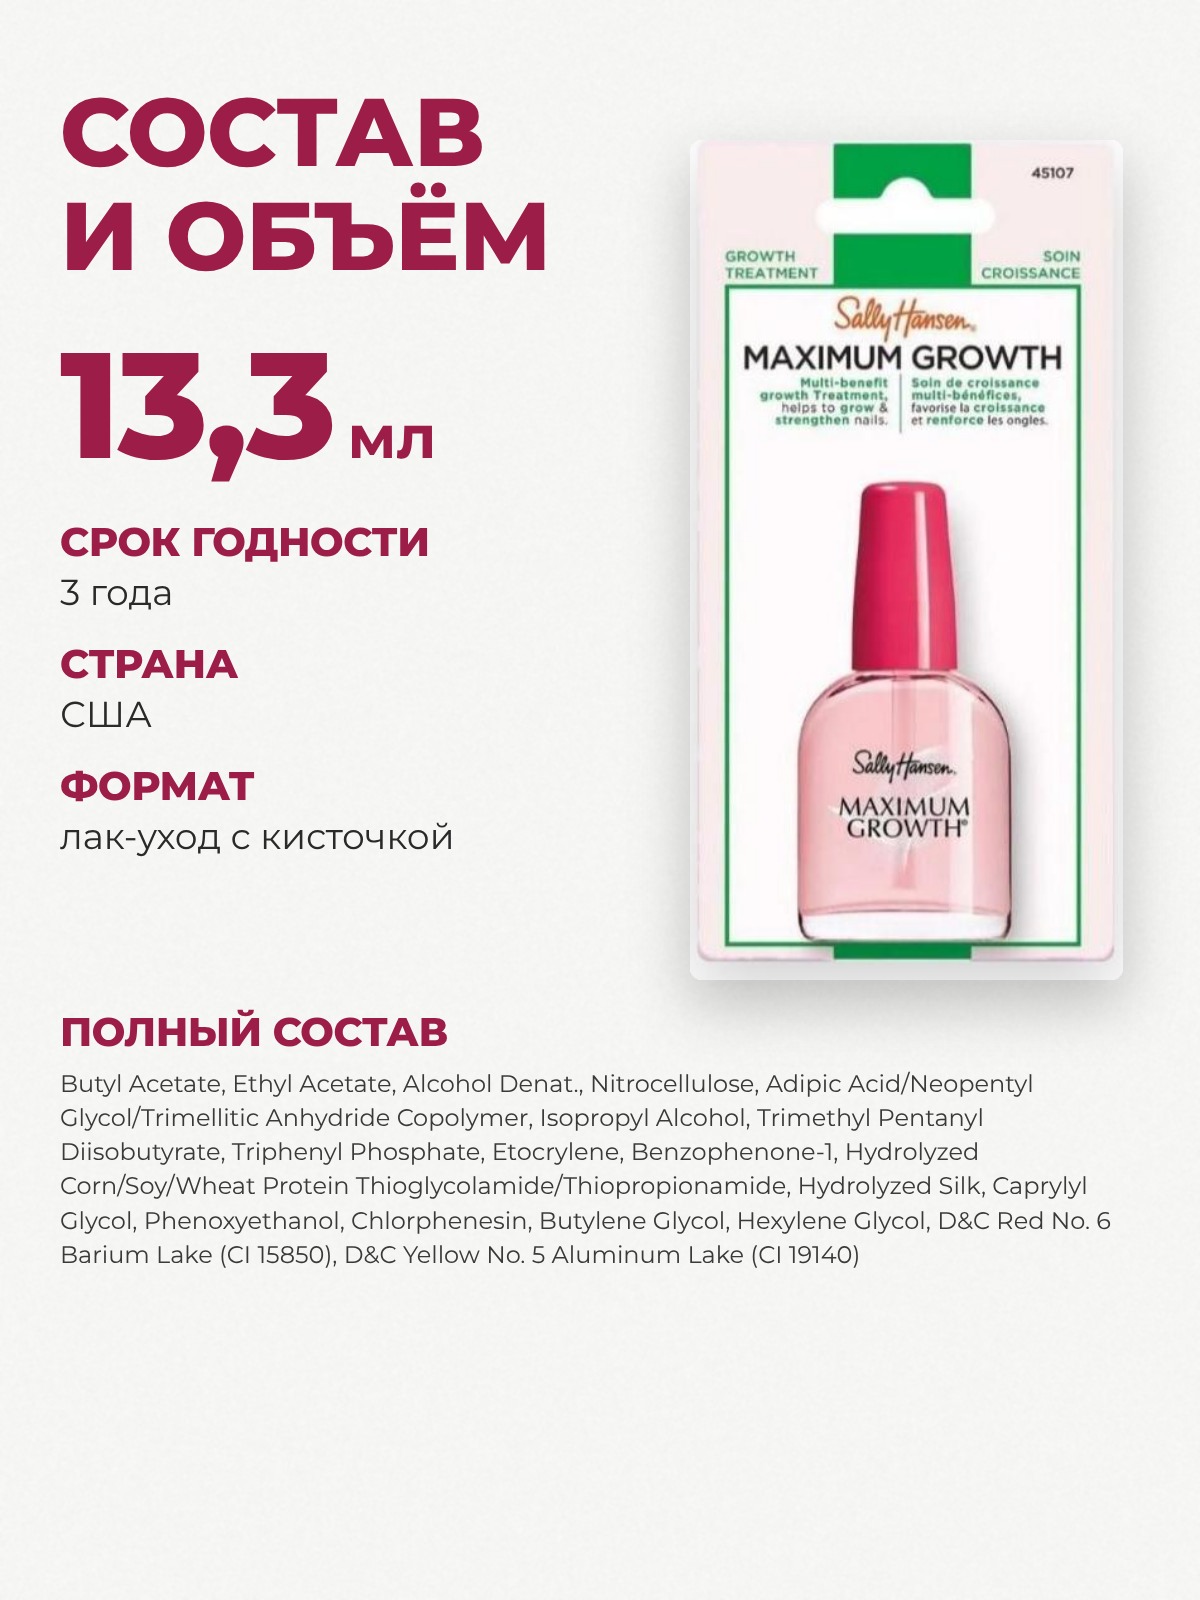 СОСТАВ
И ОБЪЁМ
13,3 мл
СРОК ГОДНОСТИ
3 года
СТРАНА
США
ФОРМАТ
лак-уход с кисточкой
45107
GROWTH
TREATMENT
SOIN
CROISSANCE
Sally Hansen®
MAXIMUM GROWTH
Multi-benefit
growth Treatment,
helps to grow &
strengthen nails.
Soin de croissance
multi-bénéfices,
favorise la croissance
et renforce les ongles.
Sally Hansen.
MAXIMUM
GROWTH®
ПОЛНЫЙ СОСТАВ
Butyl Acetate, Ethyl Acetate, Alcohol Denat., Nitrocellulose, Adipic Acid/Neopentyl
Glycol/Trimellitic Anhydride Copolymer, Isopropyl Alcohol, Trimethyl Pentanyl
Diisobutyrate, Triphenyl Phosphate, Etocrylene, Benzophenone-1, Hydrolyzed
Corn/Soy/Wheat Protein Thioglycolamide/Thiopropionamide, Hydrolyzed Silk, Caprylyl
Glycol, Phenoxyethanol, Chlorphenesin, Butylene Glycol, Hexylene Glycol, D&C Red No. 6
Barium Lake (CI 15850), D&C Yellow No. 5 Aluminum Lake (CI 19140)